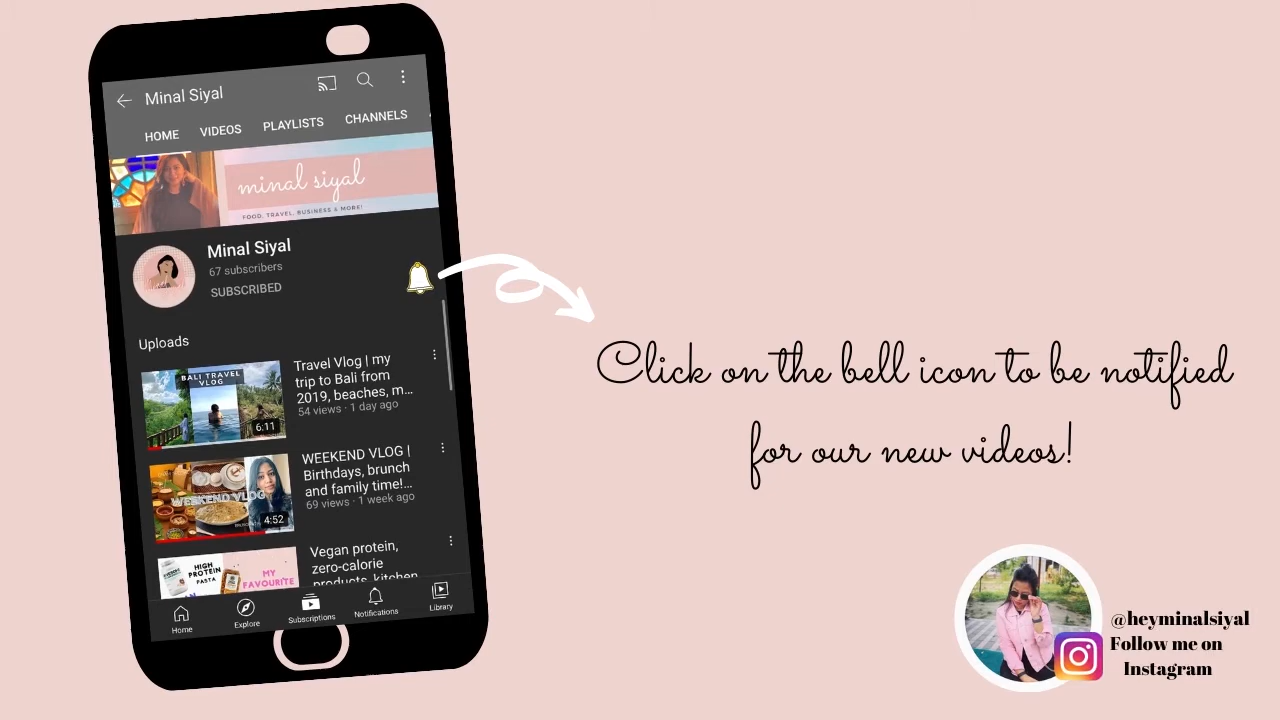 Minal Siyal
HOME VIDEOS PLAYLISTS CHANNELS
minal siyal
FOOD, TRAVEL, BUSINESS & MORE!
Minal Siyal
67 subscribers
SUBSCRIBED
Uploads
BALI TRAVEL
VLOG
6:11
Travel Vlog | my
trip to Bali from
2019, beaches, m...
54 views · 1 day ago
WEEKEND VLOG
4:52
WEEKEND VLOG |
Birthdays, brunch
and family time!...
69 views · 1 week ago
HIGH
PROTEIN
PASTA
MY
FAVOURITE
Vegan protein,
zero-calorie
products, kitchen
Home Explore Subscriptions Notifications Library
Click on the bell icon to be notified
for our new videos!
@heyminalsiyal
Follow me on
Instagram